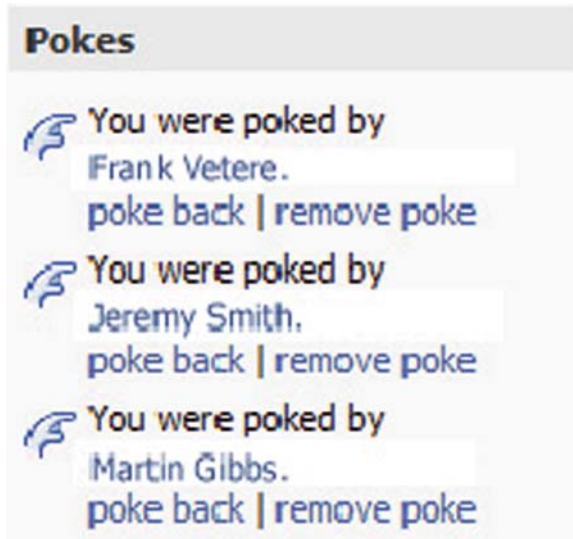 Pokes
You were poked by
Frank Vetere.
poke back | remove poke
You were poked by
Jeremy Smith.
poke back | remove poke
You were poked by
Martin Gibbs.
poke back | remove poke